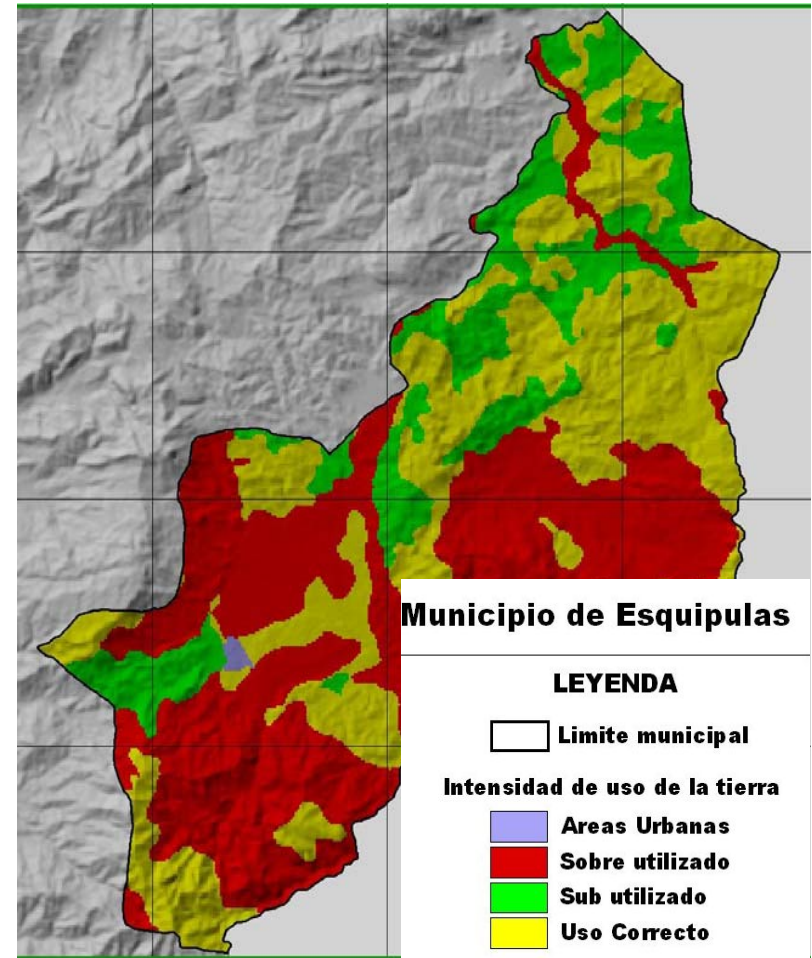 Municipio de Esquipulas
LEYENDA
Limite municipal
Intensidad de uso de la tierra
Areas Urbanas
Sobre utilizado
Sub utilizado
Uso Correcto